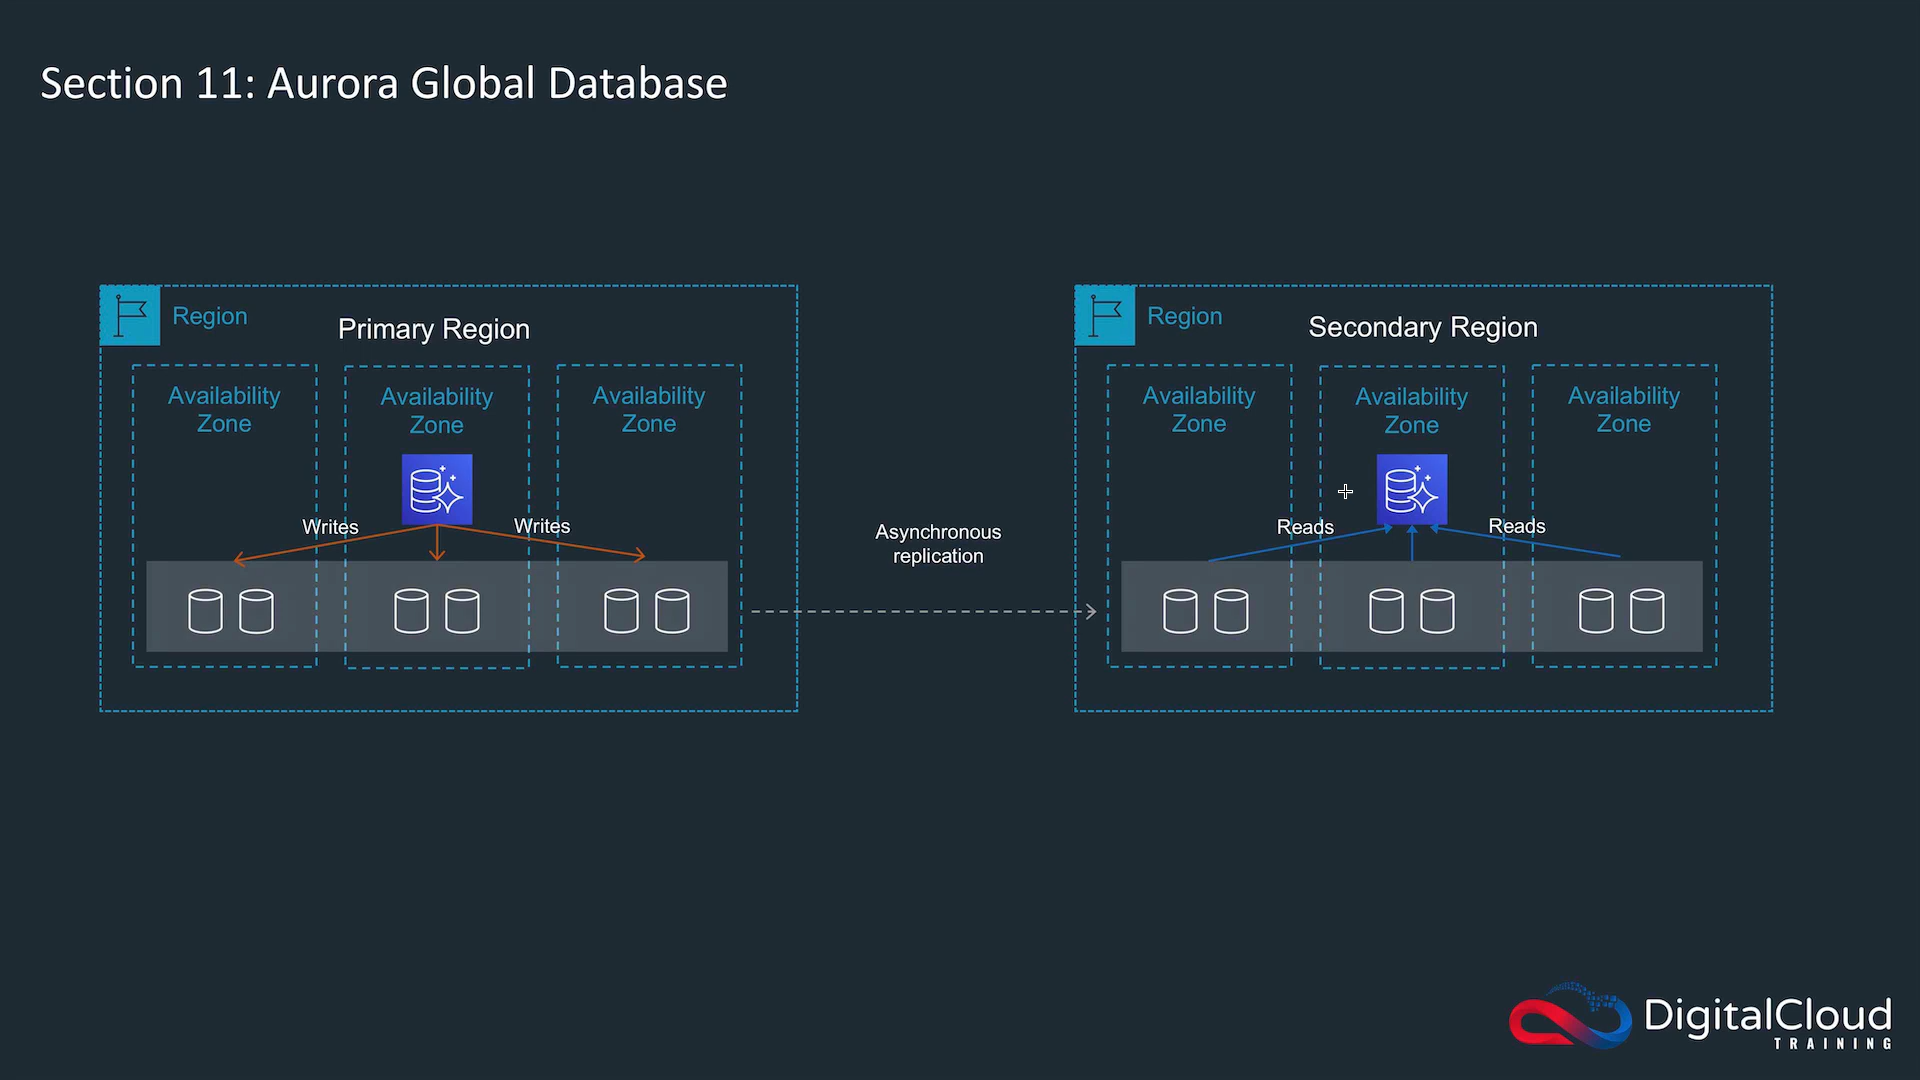 Section 11: Aurora Global Database
Region
Primary Region
Availability
Zone
Availability
Zone
Availability
Zone
Writes
Writes
Asynchronous
replication
Region
Secondary Region
Availability
Zone
Availability
Zone
Availability
Zone
Reads
Reads
DigitalCloud
TRAINING